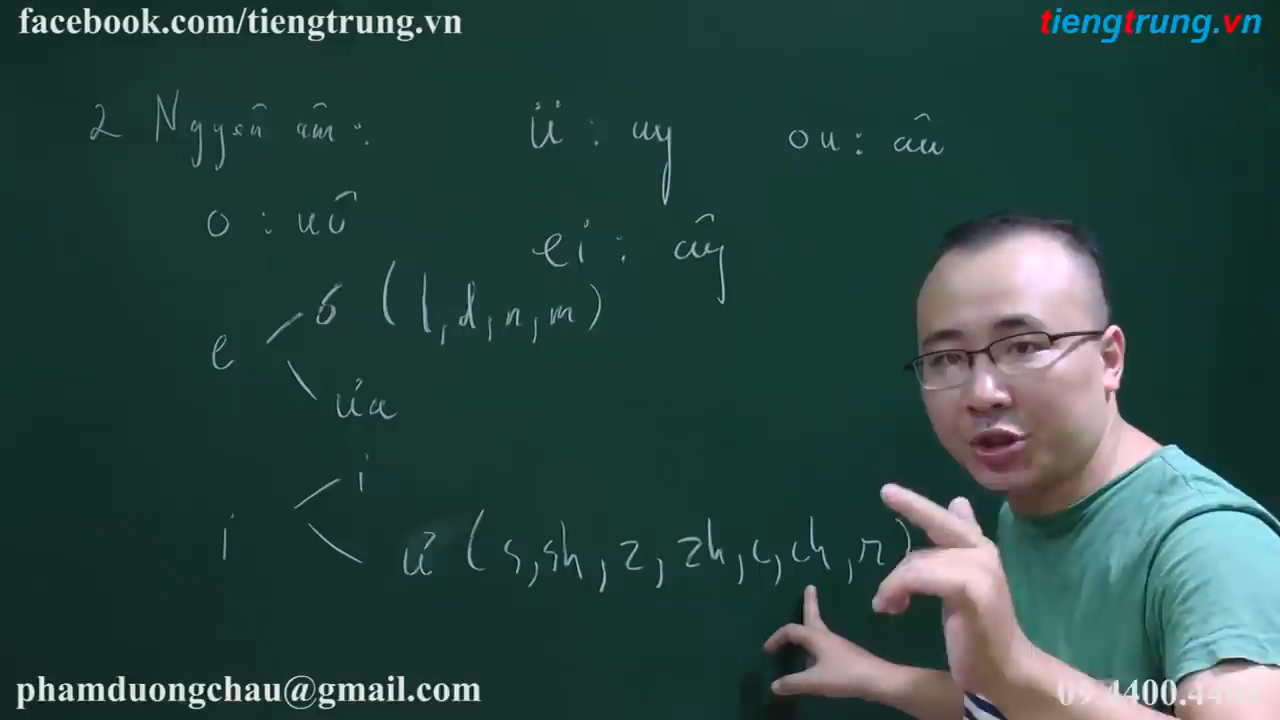 facebook.com/tiengtrung.vn
tiengtrung.vn
2 Nguyên âm:
ü : uy
ou : âu
o : uô
ei : ây
e
ơ (l, d, n, m)
ưa
i
i
ư (s, sh, z, zh, c, ch, r)
phamduongchau@gmail.com